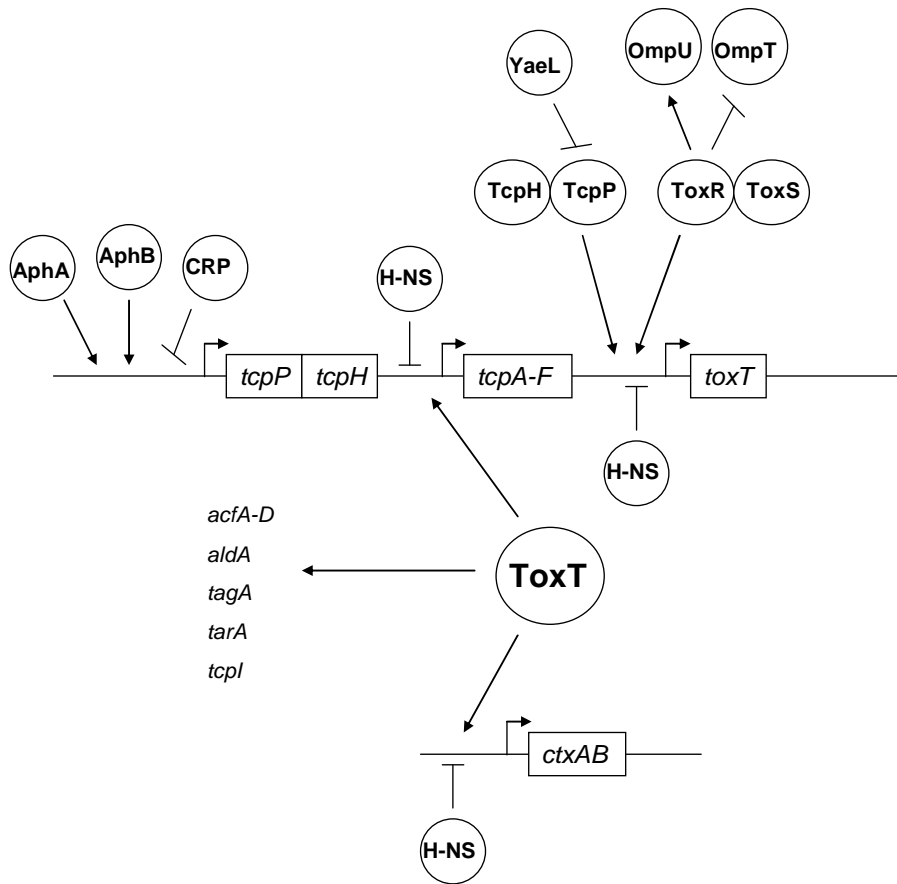 OmpU OmpT
YaeL
TcpH TcpP ToxR ToxS
AphA AphB CRP H-NS
tcpP tcpH tcpA-F toxT
H-NS
acfA-D
aldA
tagA
tarA
tcpI
ToxT
ctxAB
H-NS